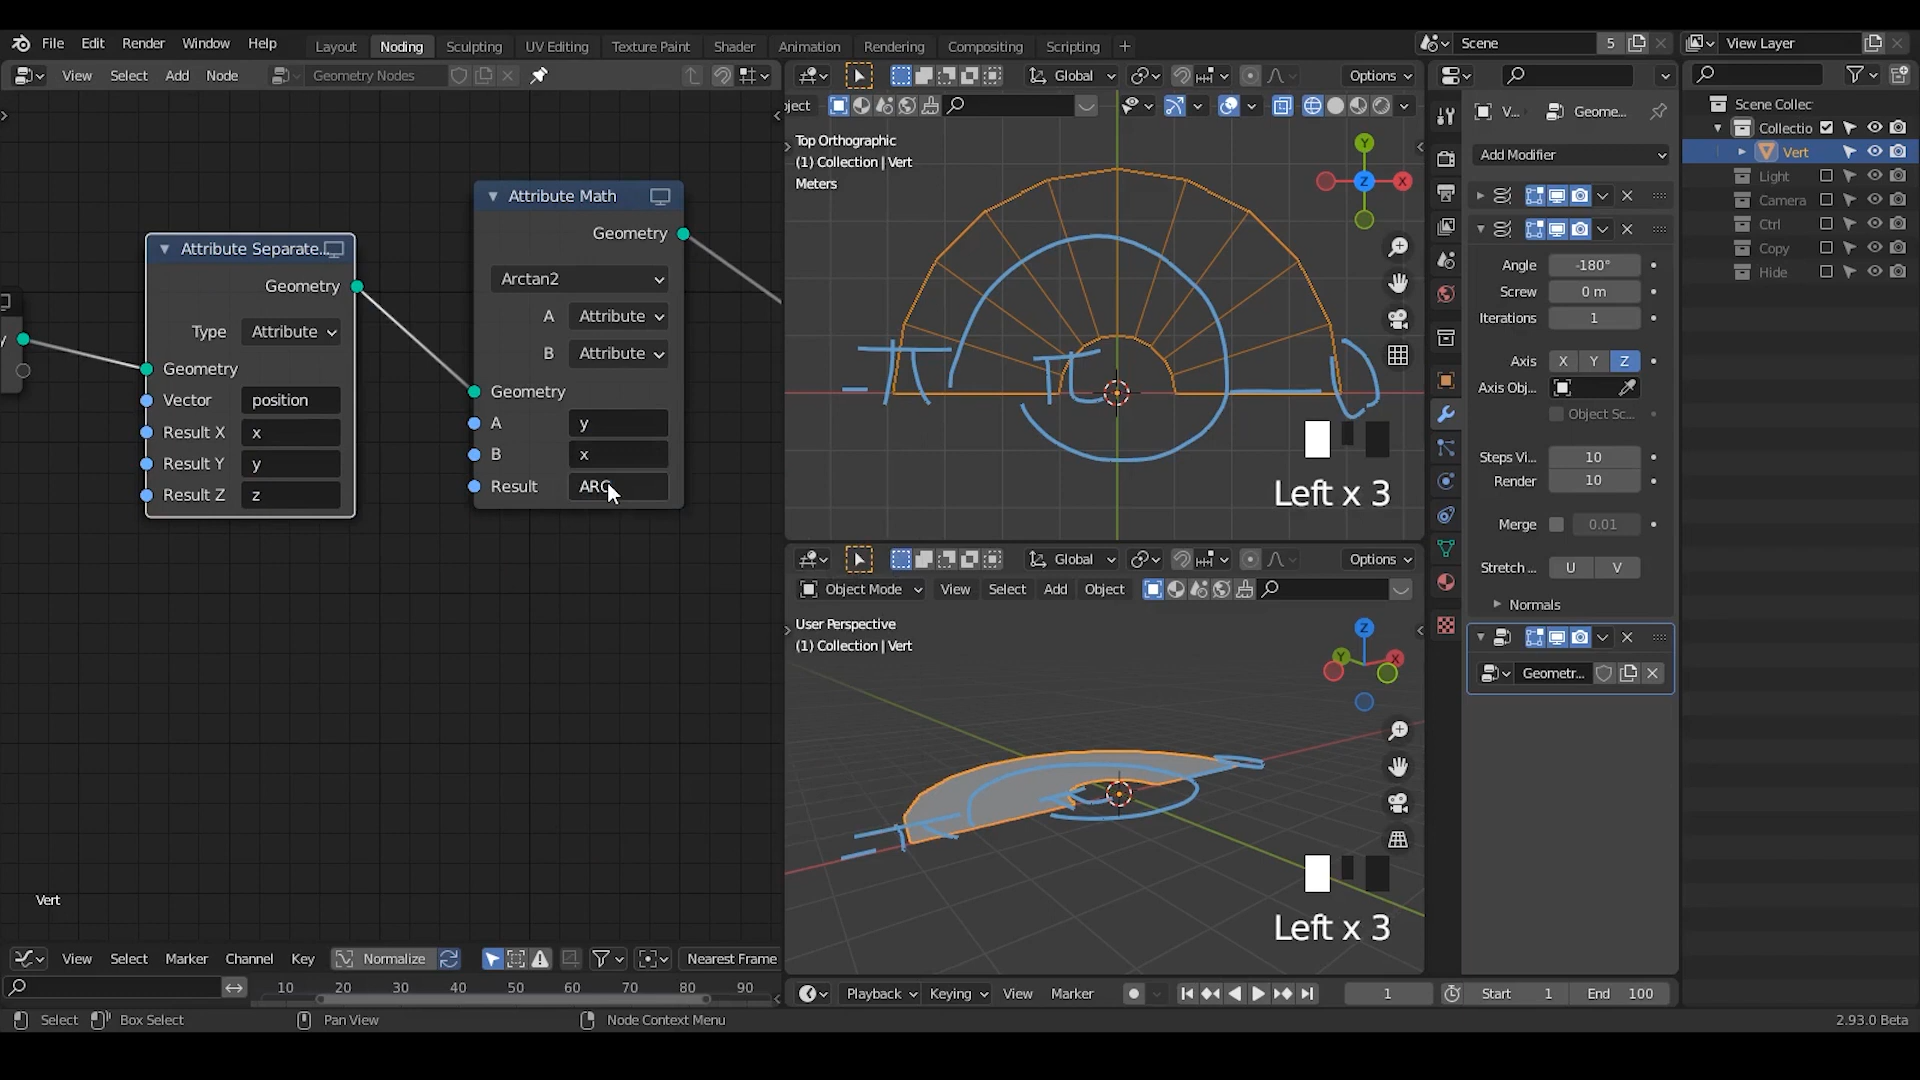 File Edit Render Window Help Layout Noding Sculpting UV Editing Texture Paint Shader Animation Rendering Compositing Scripting + Scene 5 View Layer
View Select Add Node Geometry Nodes Global Options
ject
Top Orthographic
(1) Collection | Vert
Meters
Y
Z
X
Left x 3
Attribute Separate...
Geometry
Type Attribute
Geometry
Vector position
Result X x
Result Y y
Result Z z
Attribute Math
Geometry
Arctan2
A Attribute
B Attribute
Geometry
A y
B x
Result ARC
y
Vert
Global Options
Object Mode View Select Add Object
User Perspective
(1) Collection | Vert
Z
Y
X
Left x 3
V... Geome...
Add Modifier
Angle -180°
Screw 0 m
Iterations 1
Axis X Y Z
Axis Obj...
Object Sc...
Steps Vi... 10
Render 10
Merge 0.01
Stretch ... U V
Normals
Geometr...
Scene Collec
Collectio
Vert
Light
Camera
Ctrl
Copy
Hide
View Select Marker Channel Key Normalize Nearest Frame
10 20 30 40 50 60 70 80 90
Playback Keying View Marker 1 Start 1 End 100
Select Box Select Pan View Node Context Menu 2.93.0 Beta